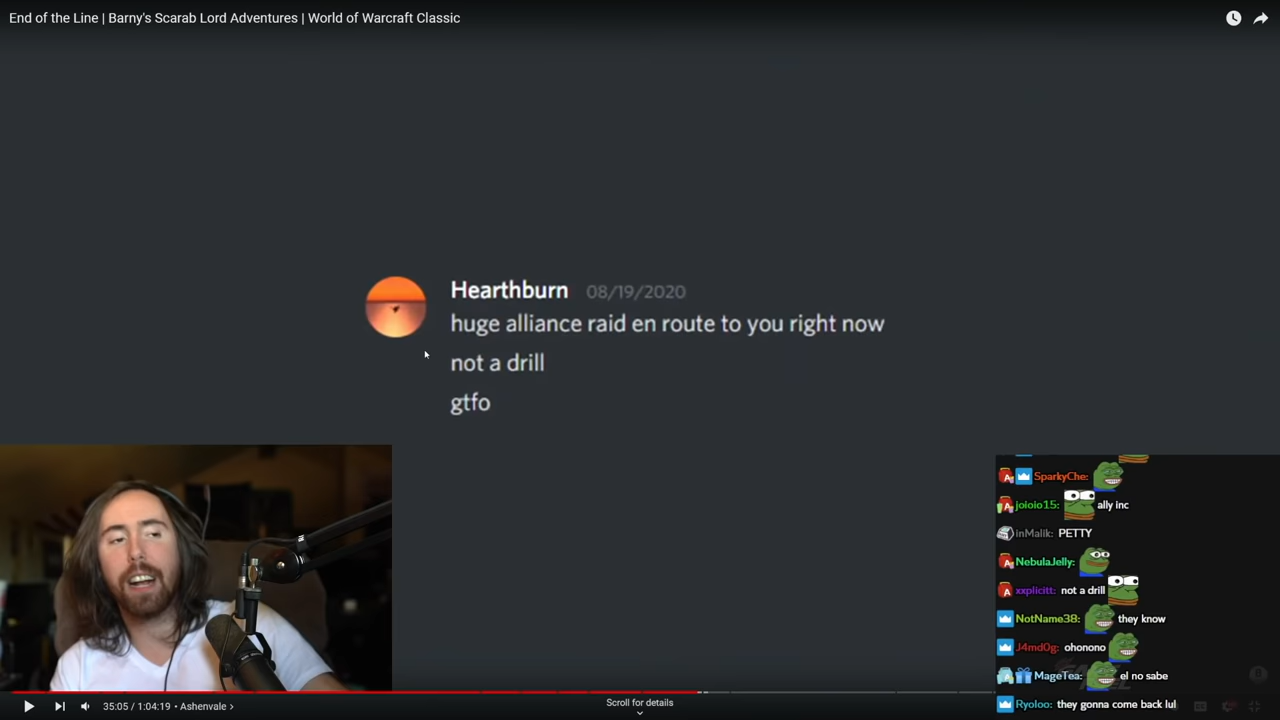 End of the Line | Barny's Scarab Lord Adventures | World of Warcraft Classic
Hearthburn 08/19/2020
huge alliance raid en route to you right now
not a drill
gtfo
SparkyChe:
joioio15: ally inc
inMalik: PETTY
NebulaJelly:
xxplicitt: not a drill
NotName38: they know
J4md0g: ohonono
MageTea: el no sabe
Ryoloo: they gonna come back lul
35:05 / 1:04:19 • Ashenvale >
Scroll for details